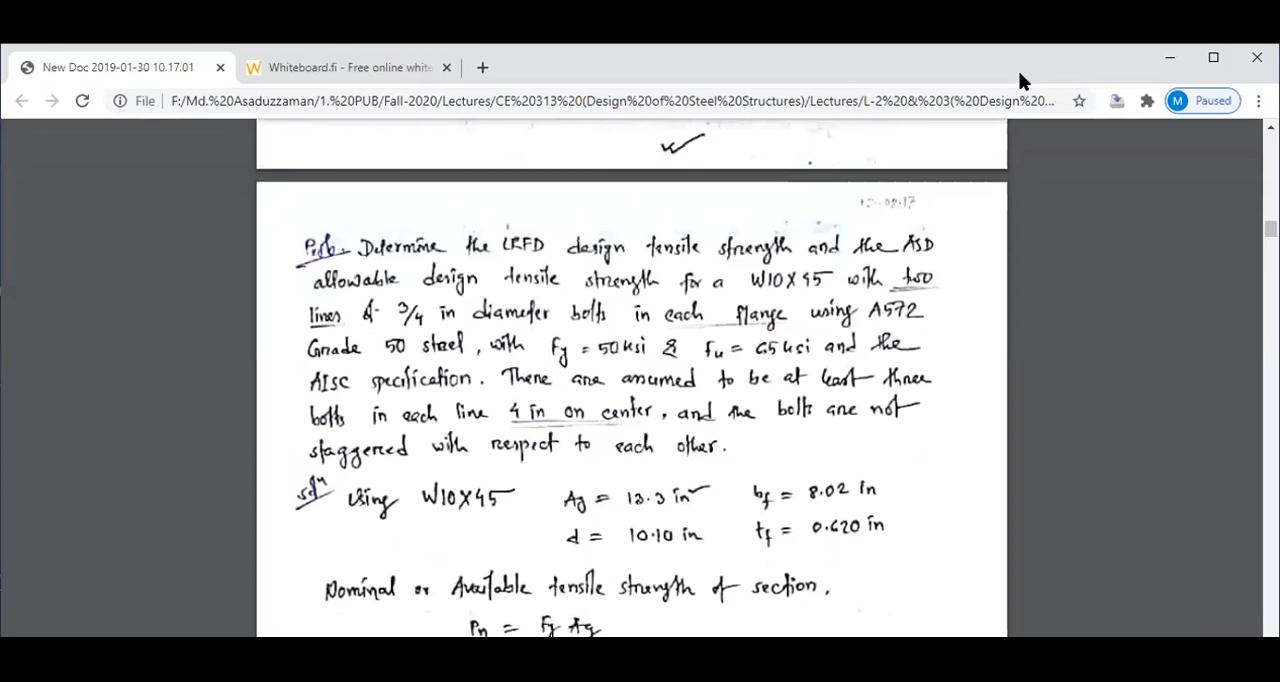 New Doc 2019-01-30 10.17.01
Whiteboard.fi - Free online white
File F:/Md.%20Asaduzzaman/1.%20PUB/Fall-2020/Lectures/CE%20313%20(Design%20of%20Steel%20Structures)/Lectures/L-2%20&%203(%20Design%20... M Paused
Prob- Determine the LRFD design tensile strength and the ASD
allowable design tensile strength for a W10X45 with two
lines of 3/4 in diameter bolts in each flange using A572
Grade 50 steel, with Fy = 50 ksi & Fu = 65 ksi and the
AISC specification. There are assumed to be at least three
bolts in each line 4 in on center, and the bolts are not
staggered with respect to each other.
Soln Using W10X45 Ag = 13.3 in² bf = 8.02 in
d = 10.10 in tf = 0.620 in
Nominal or Available tensile strength of section,
Pn = Fy Ag